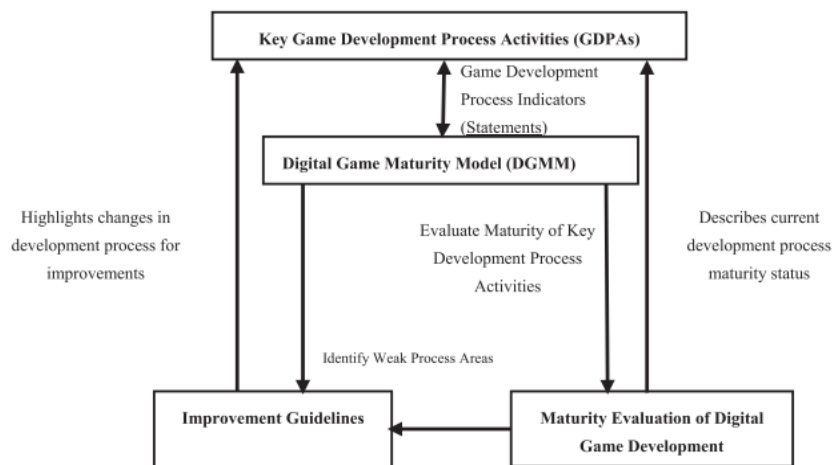 Key Game Development Process Activities (GDPAs)
Game Development
Process Indicators
(Statements)
Digital Game Maturity Model (DGMM)
Highlights changes in
development process for
improvements
Evaluate Maturity of Key
Development Process
Activities
Describes current
development process
maturity status
Identify Weak Process Areas
Improvement Guidelines
Maturity Evaluation of Digital
Game Development